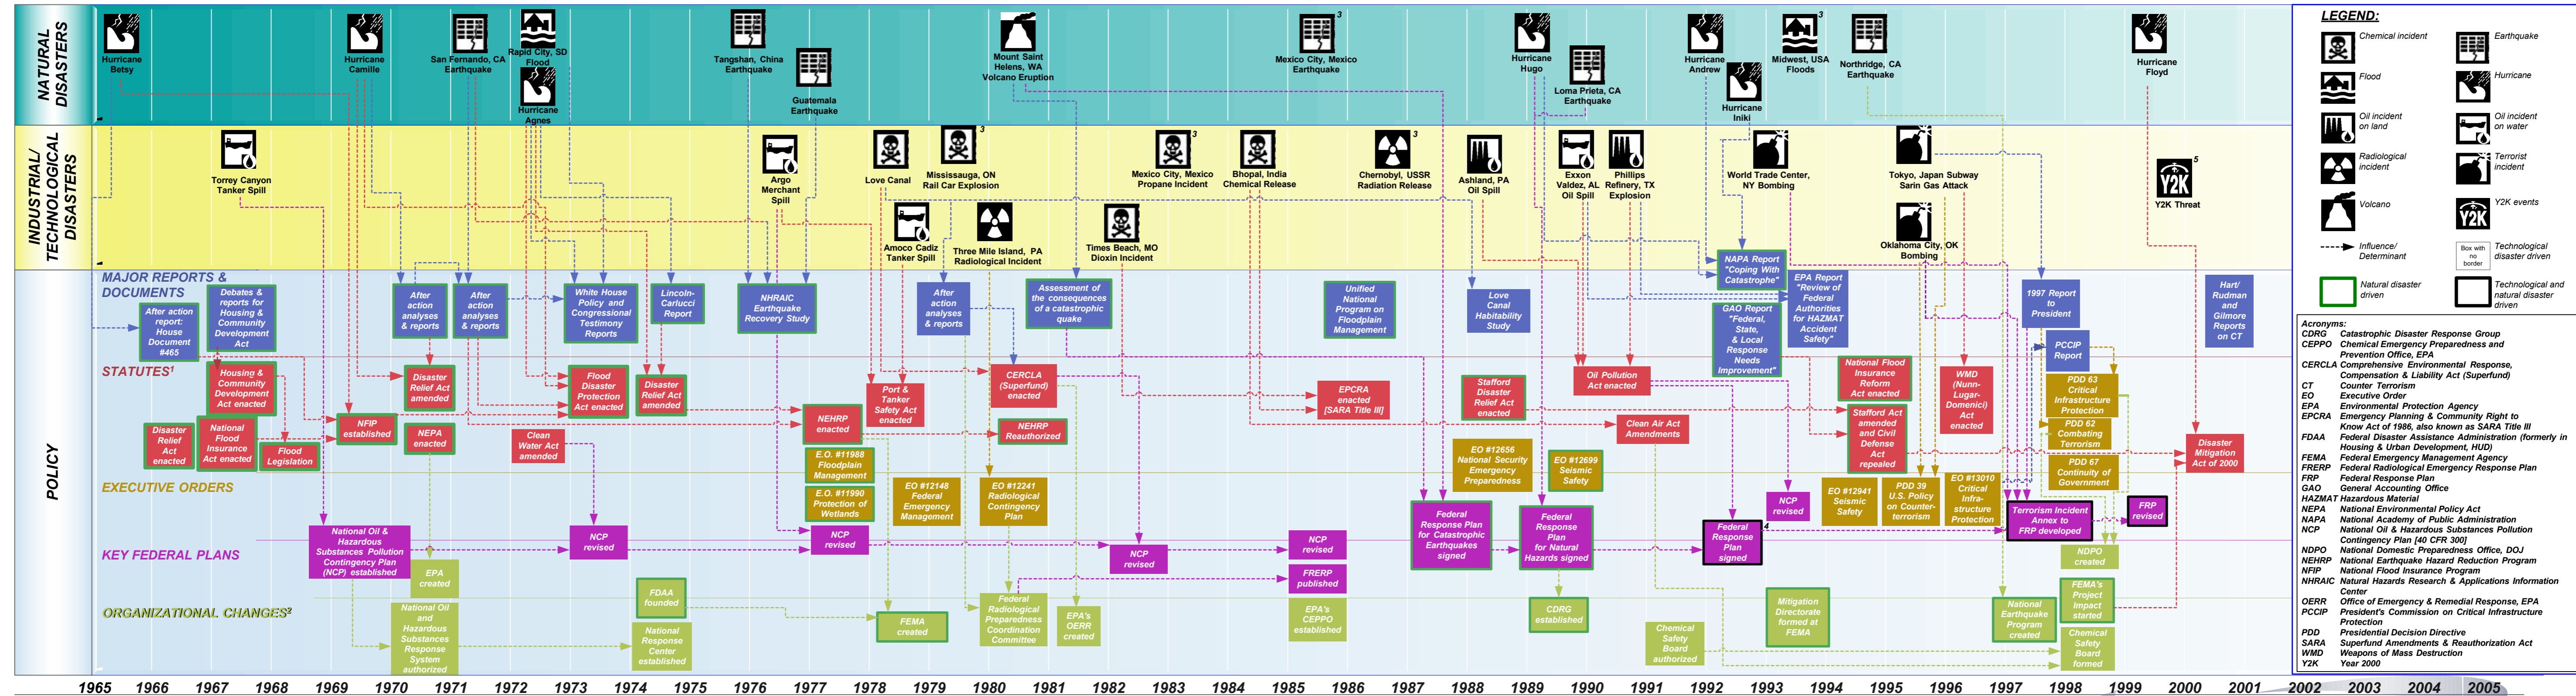 NATURAL
DISASTERS
Hurricane
Betsy
Hurricane
Camille
San Fernando, CA
Earthquake
Rapid City, SD
Flood
Hurricane
Agnes
Tangshan, China
Earthquake
Guatemala
Earthquake
Mount Saint
Helens, WA
Volcano Eruption
3
Mexico City, Mexico
Earthquake
Hurricane
Hugo
Loma Prieta, CA
Earthquake
Hurricane
Andrew
Hurricane
Iniki
3
Midwest, USA
Floods
Northridge, CA
Earthquake
Hurricane
Floyd
INDUSTRIAL/
TECHNOLOGICAL
DISASTERS
Torrey Canyon
Tanker Spill
Argo
Merchant
Spill
Love Canal
Amoco Cadiz
Tanker Spill
3
Mississauga, ON
Rail Car Explosion
Three Mile Island, PA
Radiological Incident
Times Beach, MO
Dioxin Incident
3
Mexico City, Mexico
Propane Incident
3
Bhopal, India
Chemical Release
3
Chernobyl, USSR
Radiation Release
Ashland, PA
Oil Spill
Exxon
Valdez, AL
Oil Spill
Phillips
Refinery, TX
Explosion
World Trade Center,
NY Bombing
Tokyo, Japan Subway
Sarin Gas Attack
Oklahoma City, OK
Bombing
5
Y2K
Y2K Threat
POLICY
MAJOR REPORTS &
DOCUMENTS
After action
report:
House
Document
#465
Debates &
reports for
Housing &
Community
Development
Act
After
action
analyses
& reports
After
action
analyses
& reports
White House
Policy and
Congressional
Testimony
Reports
Lincoln-
Carlucci
Report
NHRAIC
Earthquake
Recovery Study
After
action
analyses
& reports
Assessment of
the consequences
of a catastrophic
quake
Unified
National
Program on
Floodplain
Management
Love
Canal
Habitability
Study
NAPA Report
"Coping With
Catastrophe"
GAO Report
"Federal,
State,
& Local
Response
Needs
Improvement"
EPA Report
"Review of
Federal
Authorities
for HAZMAT
Accident
Safety"
1997 Report
to
President
PCCIP
Report
Hart/
Rudman
and
Gilmore
Reports
on CT
STATUTES1
Disaster
Relief
Act
enacted
Housing &
Community
Development
Act enacted
National
Flood
Insurance
Act enacted
Flood
Legislation
NFIP
established
Disaster
Relief Act
amended
NEPA
enacted
Clean
Water Act
amended
Flood
Disaster
Protection
Act enacted
Disaster
Relief Act
amended
NEHRP
enacted
Port &
Tanker
Safety Act
enacted
CERCLA
(Superfund)
enacted
NEHRP
Reauthorized
EPCRA
enacted
[SARA Title III]
Stafford
Disaster
Relief Act
enacted
Oil Pollution
Act enacted
Clean Air Act
Amendments
National Flood
Insurance
Reform
Act enacted
Stafford Act
amended
and Civil
Defense
Act
repealed
WMD
(Nunn-
Lugar-
Domenici)
Act
enacted
Disaster
Mitigation
Act of 2000
EXECUTIVE ORDERS
E.O. #11988
Floodplain
Management
E.O. #11990
Protection of
Wetlands
EO #12148
Federal
Emergency
Management
EO #12241
Radiological
Contingency
Plan
EO #12656
National Security
Emergency
Preparedness
EO #12699
Seismic
Safety
EO #12941
Seismic
Safety
PDD 39
U.S. Policy
on Counter-
terrorism
EO #13010
Critical
Infra-
structure
Protection
PDD 63
Critical
Infrastructure
Protection
PDD 62
Combating
Terrorism
PDD 67
Continuity of
Government
KEY FEDERAL PLANS
National Oil &
Hazardous
Substances Pollution
Contingency Plan
(NCP) established
NCP
revised
NCP
revised
NCP
revised
NCP
revised
FRERP
published
Federal
Response Plan
for Catastrophic
Earthquakes
signed
Federal
Response
Plan
for Natural
Hazards signed
Federal
Response
Plan
signed
4
NCP
revised
Terrorism Incident
Annex to
FRP developed
FRP
revised
ORGANIZATIONAL CHANGES2
EPA
created
National Oil
and
Hazardous
Substances
Response
System
authorized
FDAA
founded
National
Response
Center
established
FEMA
created
Federal
Radiological
Preparedness
Coordination
Committee
EPA's
OERR
created
EPA's
CEPPO
established
CDRG
established
Chemical
Safety
Board
authorized
Mitigation
Directorate
formed at
FEMA
National
Earthquake
Program
created
NDPO
created
FEMA's
Project
Impact
started
Chemical
Safety
Board
formed
1965 1966 1967 1968 1969 1970 1971 1972 1973 1974 1975 1976 1977 1978 1979 1980 1981 1982 1983 1984 1985 1986 1987 1988 1989 1990 1991 1992 1993 1994 1995 1996 1997 1998 1999 2000 2001 2002 2003 2004 2005
LEGEND:
Chemical incident
Earthquake
Flood
Hurricane
Oil incident
on land
Oil incident
on water
Radiological
incident
Terrorist
incident
Volcano
Y2K
Y2K events
Influence/
Determinant
Box with
no
border
Technological
disaster driven
Natural disaster
driven
Technological and
natural disaster
driven
Acronyms:
CDRG Catastrophic Disaster Response Group
CEPPO Chemical Emergency Preparedness and
Prevention Office, EPA
CERCLA Comprehensive Environmental Response,
Compensation & Liability Act (Superfund)
CT Counter Terrorism
EO Executive Order
EPA Environmental Protection Agency
EPCRA Emergency Planning & Community Right to
Know Act of 1986, also known as SARA Title III
FDAA Federal Disaster Assistance Administration (formerly in
Housing & Urban Development, HUD)
FEMA Federal Emergency Management Agency
FRERP Federal Radiological Emergency Response Plan
FRP Federal Response Plan
GAO General Accounting Office
HAZMAT Hazardous Material
NEPA National Environmental Policy Act
NAPA National Academy of Public Administration
NCP National Oil & Hazardous Substances Pollution
Contingency Plan [40 CFR 300]
NDPO National Domestic Preparedness Office, DOJ
NEHRP National Earthquake Hazard Reduction Program
NFIP National Flood Insurance Program
NHRAIC Natural Hazards Research & Applications Information
Center
OERR Office of Emergency & Remedial Response, EPA
PCCIP President's Commission on Critical Infrastructure
Protection
PDD Presidential Decision Directive
SARA Superfund Amendments & Reauthorization Act
WMD Weapons of Mass Destruction
Y2K Year 2000